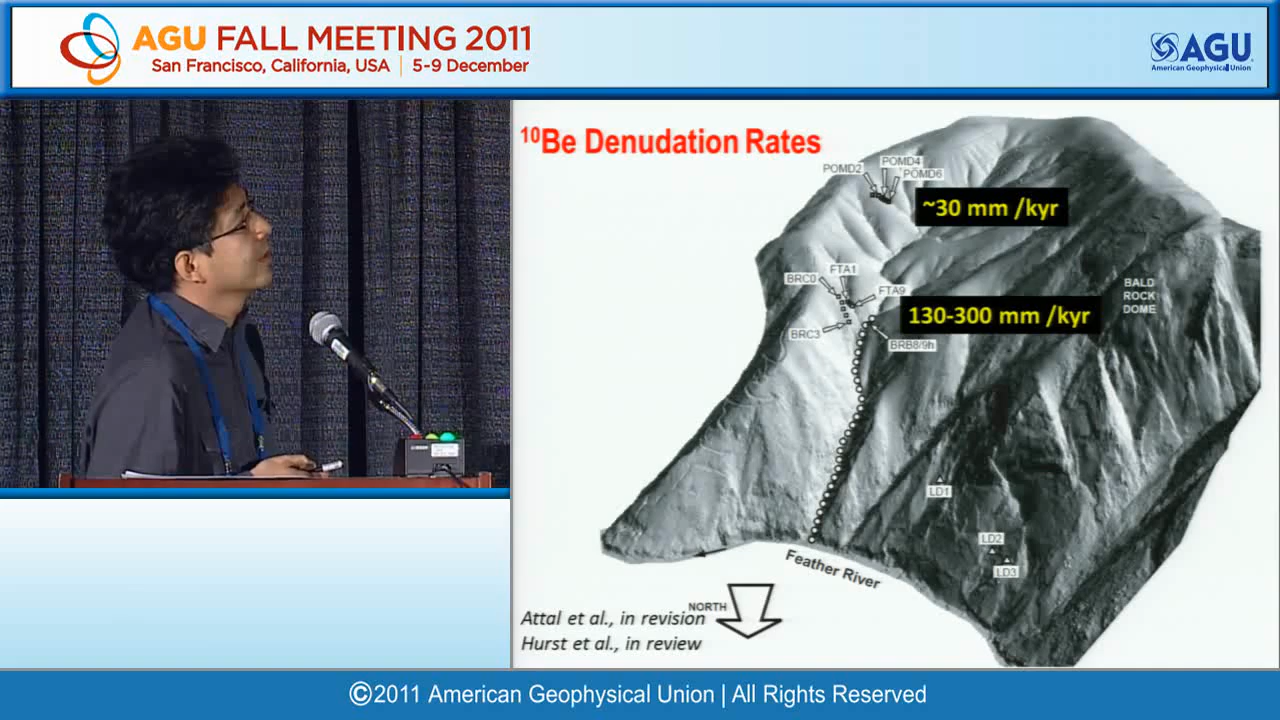 AGU FALL MEETING 2011
San Francisco, California, USA | 5-9 December
AGU
American Geophysical Union
10Be Denudation Rates
POMD4
POMD2
POMD6
~30 mm /kyr
FTA1
BRC0
FTA9
BALD
ROCK
DOME
130-300 mm /kyr
BRC3
BRB8/9h
LD1
LD2
LD3
Feather River
NORTH
Attal et al., in revision
Hurst et al., in review
©2011 American Geophysical Union | All Rights Reserved